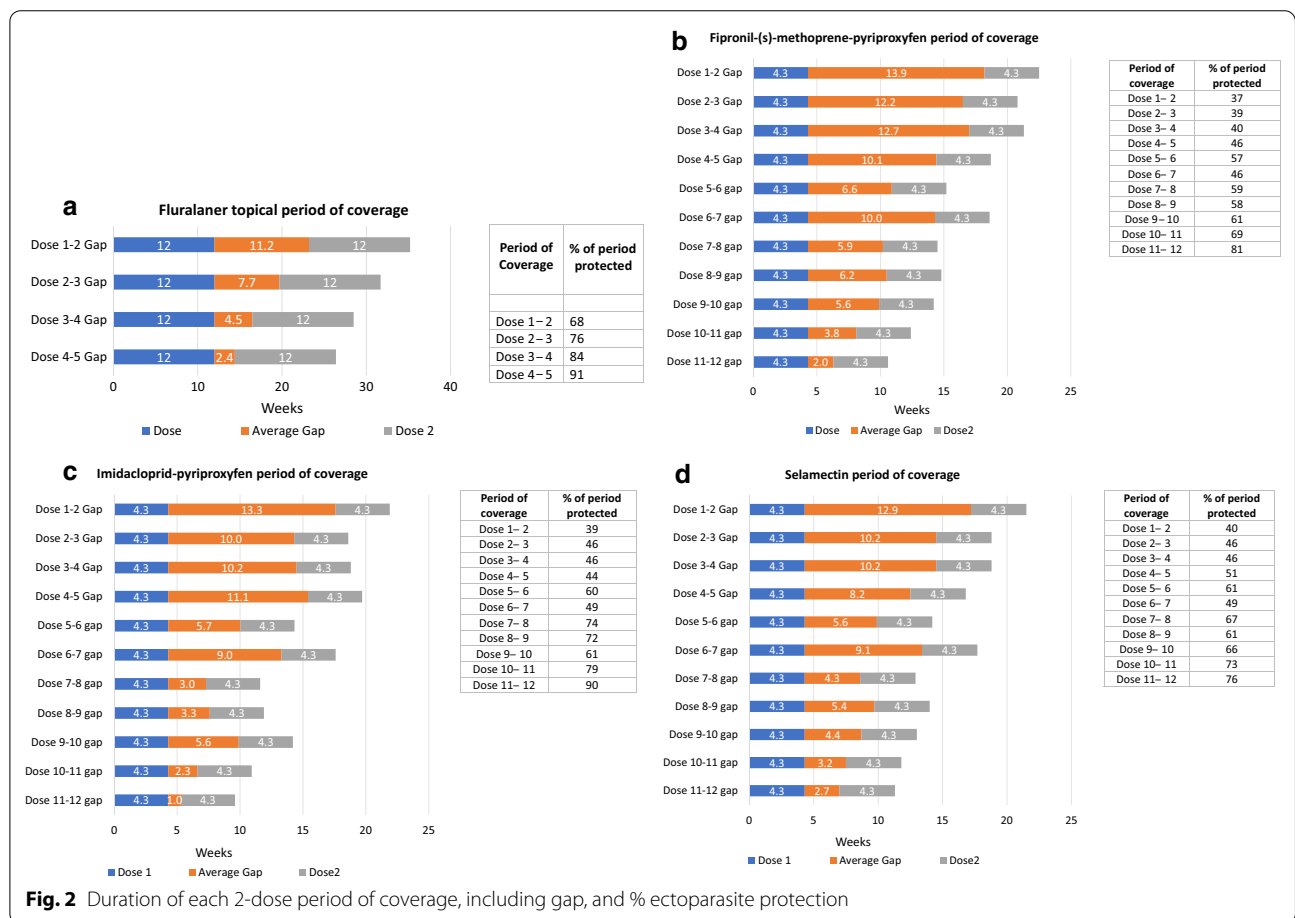 a
Fluralaner topical period of coverage
Dose 1-2 Gap 12 11.2 12
Dose 2-3 Gap 12 7.7 12
Dose 3-4 Gap 12 4.5 12
Dose 4-5 Gap 12 2.4 12
0 10 20 30 40
Weeks
Dose Average Gap Dose 2
Period of Coverage % of period protected
Dose 1–2 68
Dose 2–3 76
Dose 3–4 84
Dose 4–5 91
b
Fipronil-(s)-methoprene-pyriproxyfen period of coverage
Dose 1-2 Gap 4.3 13.9 4.3
Dose 2-3 Gap 4.3 12.2 4.3
Dose 3-4 Gap 4.3 12.7 4.3
Dose 4-5 Gap 4.3 10.1 4.3
Dose 5-6 gap 4.3 6.6 4.3
Dose 6-7 gap 4.3 10.0 4.3
Dose 7-8 gap 4.3 5.9 4.3
Dose 8-9 gap 4.3 6.2 4.3
Dose 9-10 gap 4.3 5.6 4.3
Dose 10-11 gap 4.3 3.8 4.3
Dose 11-12 gap 4.3 2.0 4.3
0 5 10 15 20 25
Weeks
Dose Average Gap Dose2
Period of coverage % of period protected
Dose 1– 2 37
Dose 2– 3 39
Dose 3– 4 40
Dose 4– 5 46
Dose 5– 6 57
Dose 6– 7 46
Dose 7– 8 59
Dose 8– 9 58
Dose 9– 10 61
Dose 10– 11 69
Dose 11– 12 81
c
Imidacloprid-pyriproxyfen period of coverage
Dose 1-2 Gap 4.3 13.3 4.3
Dose 2-3 Gap 4.3 10.0 4.3
Dose 3-4 Gap 4.3 10.2 4.3
Dose 4-5 Gap 4.3 11.1 4.3
Dose 5-6 gap 4.3 5.7 4.3
Dose 6-7 gap 4.3 9.0 4.3
Dose 7-8 gap 4.3 3.0 4.3
Dose 8-9 gap 4.3 3.3 4.3
Dose 9-10 gap 4.3 5.6 4.3
Dose 10-11 gap 4.3 2.3 4.3
Dose 11-12 gap 4.3 1.0 4.3
0 5 10 15 20 25
Weeks
Dose 1 Average Gap Dose2
Period of coverage % of period protected
Dose 1– 2 39
Dose 2– 3 46
Dose 3– 4 46
Dose 4– 5 44
Dose 5– 6 60
Dose 6– 7 49
Dose 7– 8 74
Dose 8– 9 72
Dose 9– 10 61
Dose 10– 11 79
Dose 11– 12 90
d
Selamectin period of coverage
Dose 1-2 Gap 4.3 12.9 4.3
Dose 2-3 Gap 4.3 10.2 4.3
Dose 3-4 Gap 4.3 10.2 4.3
Dose 4-5 Gap 4.3 8.2 4.3
Dose 5-6 gap 4.3 5.6 4.3
Dose 6-7 gap 4.3 9.1 4.3
Dose 7-8 gap 4.3 4.3 4.3
Dose 8-9 gap 4.3 5.4 4.3
Dose 9-10 gap 4.3 4.4 4.3
Dose 10-11 gap 4.3 3.2 4.3
Dose 11-12 gap 4.3 2.7 4.3
0 5 10 15 20 25
Weeks
Dose 1 Average Gap Dose2
Period of coverage % of period protected
Dose 1– 2 40
Dose 2– 3 46
Dose 3– 4 46
Dose 4– 5 51
Dose 5– 6 61
Dose 6– 7 49
Dose 7– 8 67
Dose 8– 9 61
Dose 9– 10 66
Dose 10– 11 73
Dose 11– 12 76
Fig. 2 Duration of each 2-dose period of coverage, including gap, and % ectoparasite protection